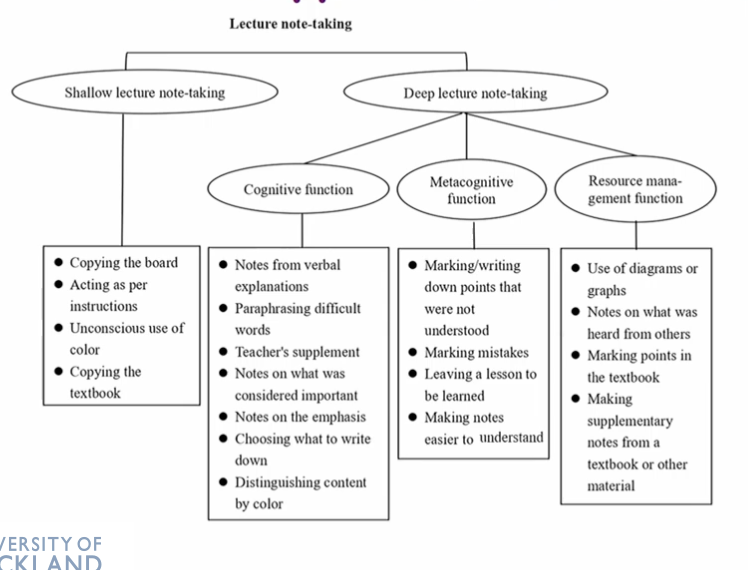 Lecture note-taking
Shallow lecture note-taking
Deep lecture note-taking
Cognitive function
Metacognitive
function
Resource mana-
gement function
● Copying the board
● Acting as per
instructions
● Unconscious use of
color
● Copying the
textbook
● Notes from verbal
explanations
● Paraphrasing difficult
words
● Teacher's supplement
● Notes on what was
considered important
● Notes on the emphasis
● Choosing what to write
down
● Distinguishing content
by color
● Marking/writing
down points that
were not
understood
● Marking mistakes
● Leaving a lesson to
be learned
● Making notes
easier to understand
● Use of diagrams or
graphs
● Notes on what was
heard from others
● Marking points in
the textbook
● Making
supplementary
notes from a
textbook or other
material
VERSITY OF
CKLAND